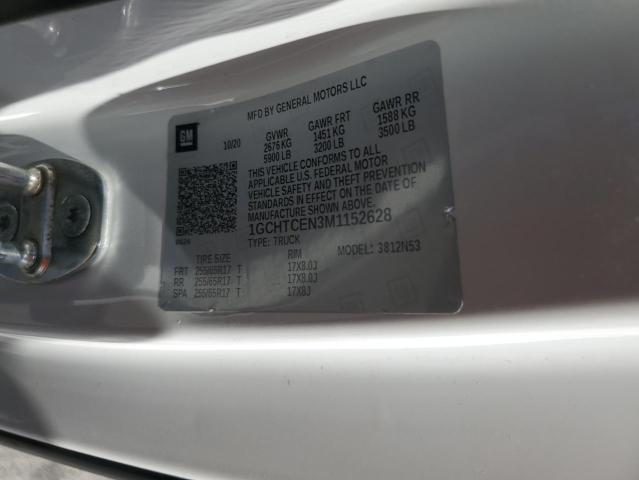 MFD BY GENERAL MOTORS LLC
GM
10/20 GVWR GAWR FRT GAWR RR
2676 KG 1451 KG 1588 KG
5900 LB 3200 LB 3500 LB
THIS VEHICLE CONFORMS TO ALL
APPLICABLE U.S. FEDERAL MOTOR
VEHICLE SAFETY AND THEFT PREVENTION
STANDARDS IN EFFECT ON THE DATE OF
MANUFACTURE SHOWN ABOVE.
1GCHTCEN3M1152628
TYPE: TRUCK MODEL: 3812N53
TIRE SIZE RIM
FRT 255/65R17 T 17X8.0J
RR 255/65R17 T 17X8.0J
SPA 255/65R17 T 17X8J